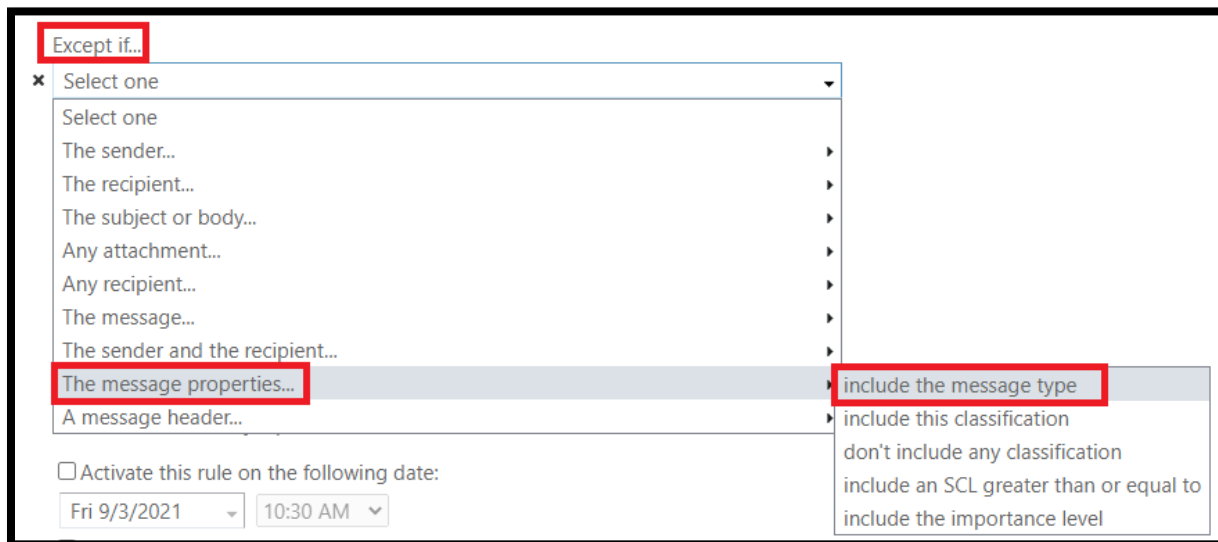 Except if...
Select one
Select one
The sender...
The recipient...
The subject or body...
Any attachment...
Any recipient...
The message...
The sender and the recipient...
The message properties...
include the message type
A message header...
include this classification
don't include any classification
Activate this rule on the following date:
include an SCL greater than or equal to
Fri 9/3/2021
10:30 AM
include the importance level